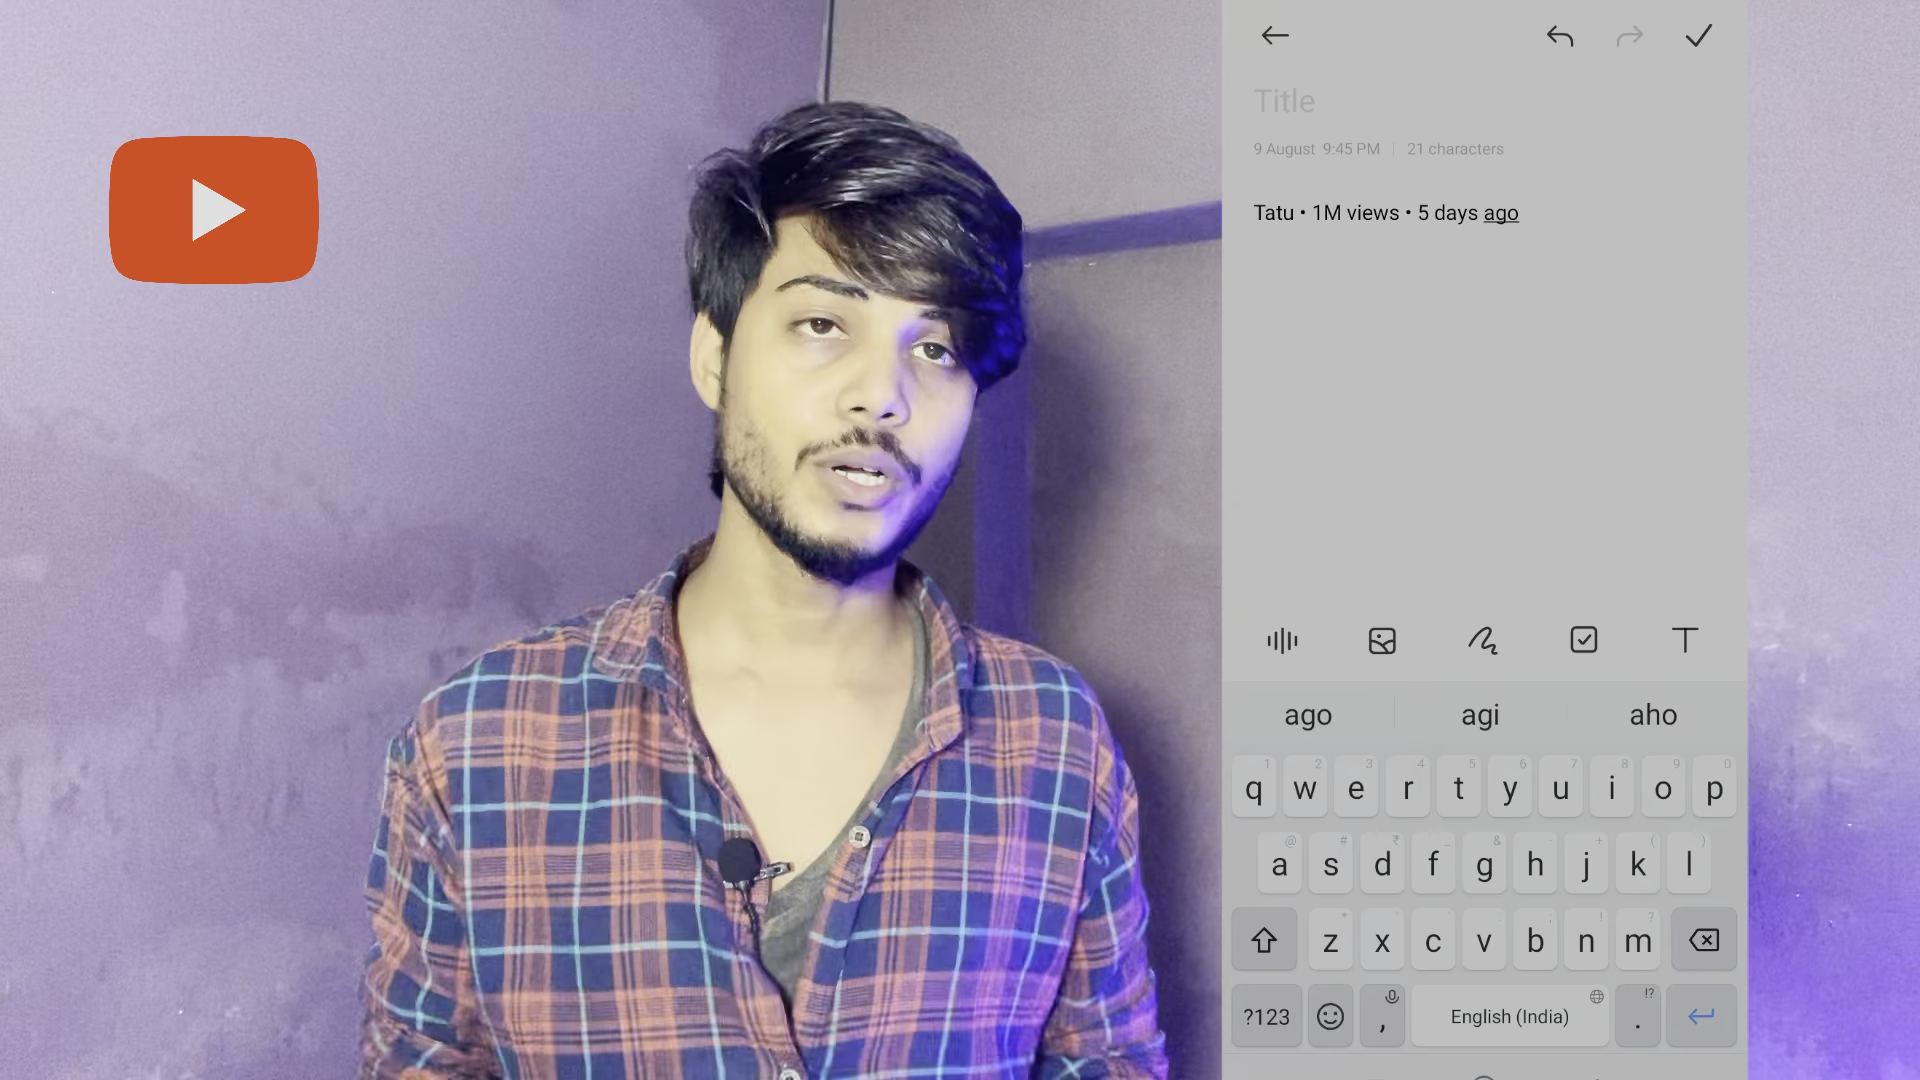 Title
9 August 9:45 PM | 21 characters
Tatu • 1M views • 5 days ago
ago agi aho
1 2 3 4 5 6 7 8 9 0
q w e r t y u i o p
@ # ₹ _ & - + ( )
a s d f g h j k l
* " ' : ; ! ?
z x c v b n m
?123 , English (India) !? .